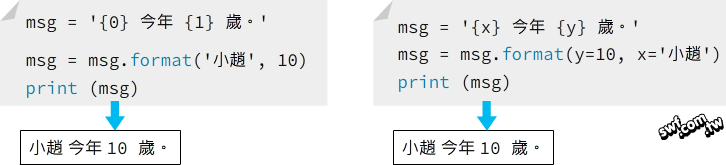 msg = '{0} 今年 {1} 歲。'
msg = msg.format('小趙', 10)
print (msg)
小趙 今年 10 歲。
msg = '{x} 今年 {y} 歲。'
msg = msg.format(y=10, x='小趙')
print (msg)
小趙 今年 10 歲。
swf.com.tw